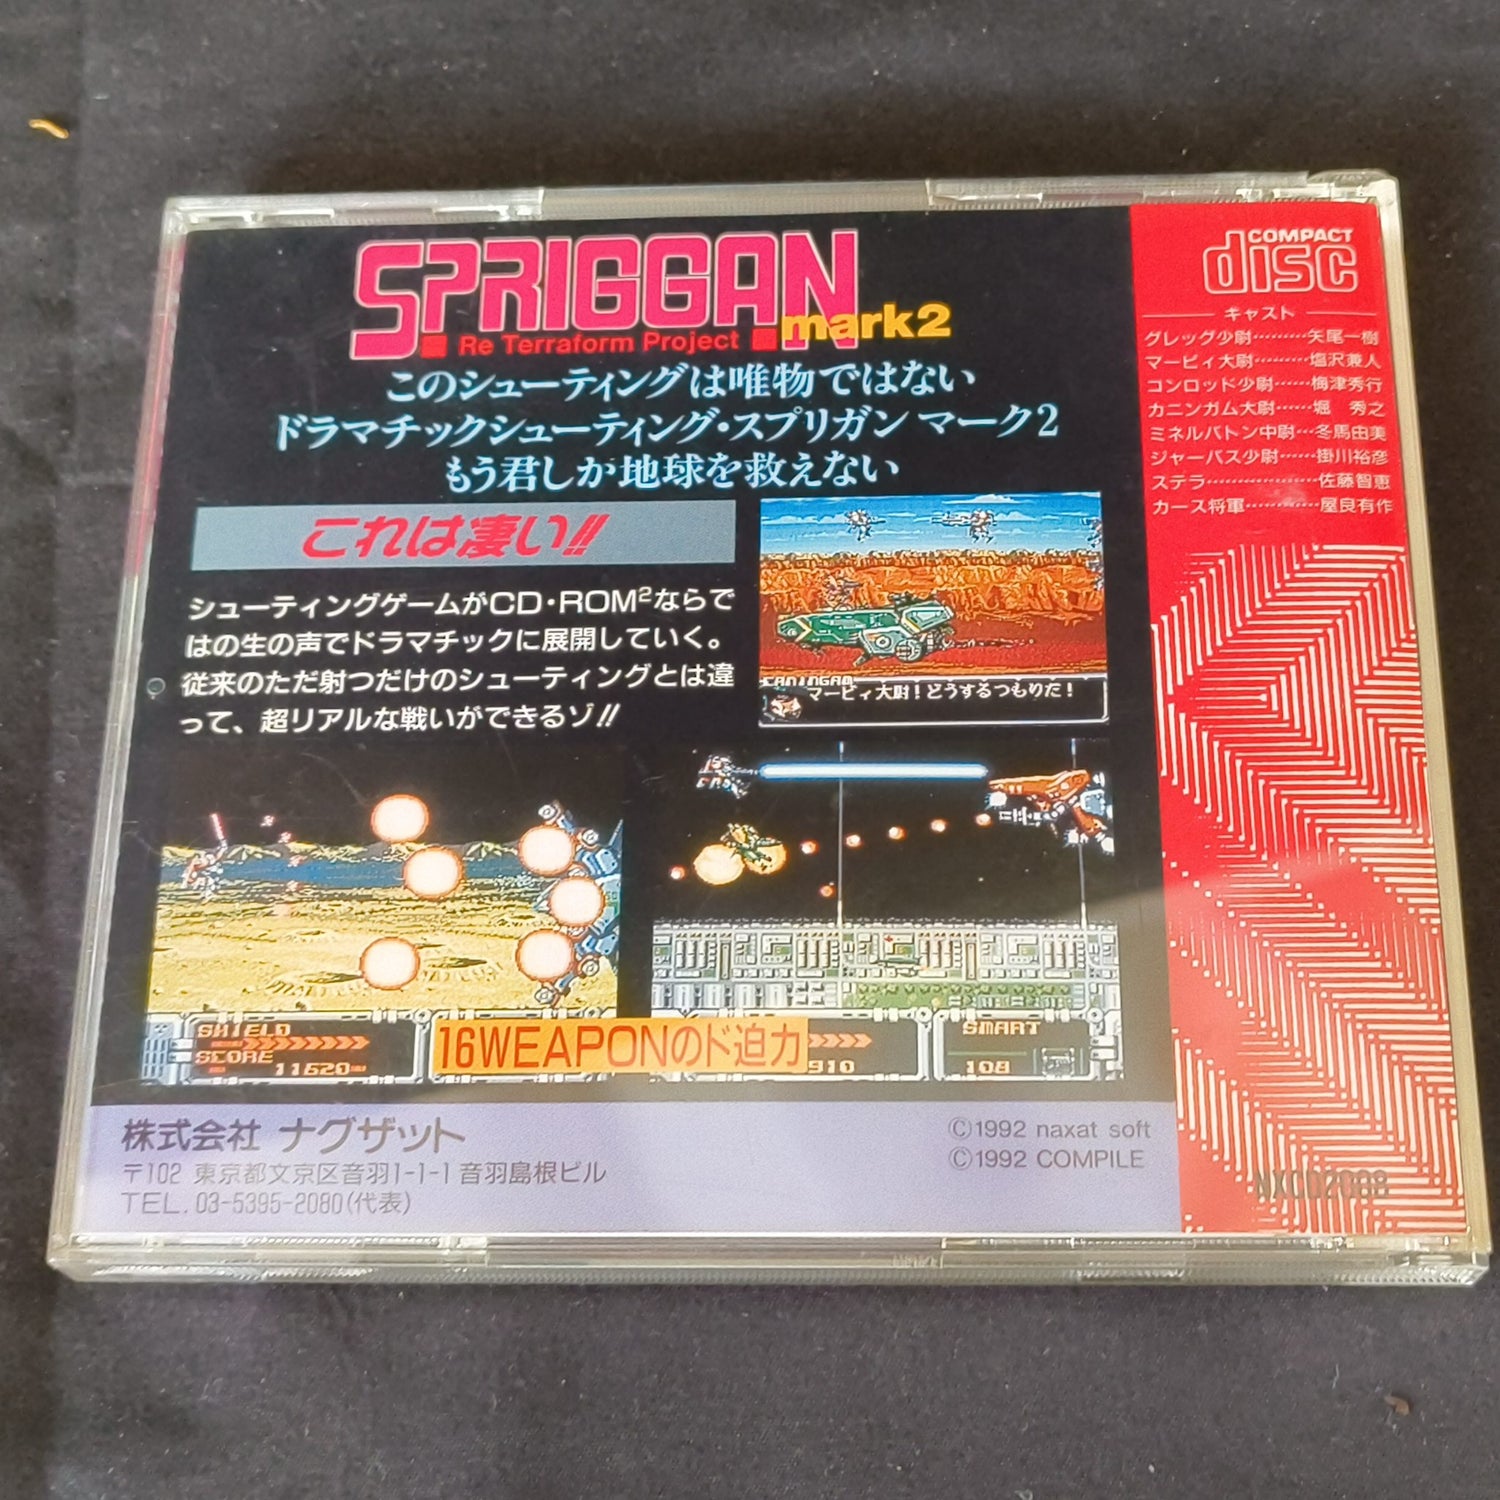 SPRIGGAN
mark2
■ Re Terraform Project ■
このシューティングは唯物ではない
ドラマチックシューティング・スプリガン マーク2
もう君しか地球を救えない
これは凄い!!
シューティングゲームがCD・ROM²ならで
はの生の声でドラマチックに展開していく。
従来のただ射つだけのシューティングとは違
って、超リアルな戦いができるゾ!!
CANINGAM
マービィ大尉!どうするつもりだ!
SHIELD
SCORE
11620
16WEAPONのド迫力
910
SMART
108
株式会社 ナグザット
〒102 東京都文京区音羽1-1-1 音羽島根ビル
TEL. 03-5395-2080(代表)
©1992 naxat soft
©1992 COMPILE
COMPACT
disc
キャスト
グレッグ少尉………矢尾一樹
マービィ大尉………塩沢兼人
コンロッド少尉……梅津秀行
カニンガム大尉……堀 秀之
ミネルバトン中尉…冬馬由美
ジャーバス少尉……掛川裕彦
ステラ………………佐藤智恵
カース将軍…………屋良有作
NXCD2088